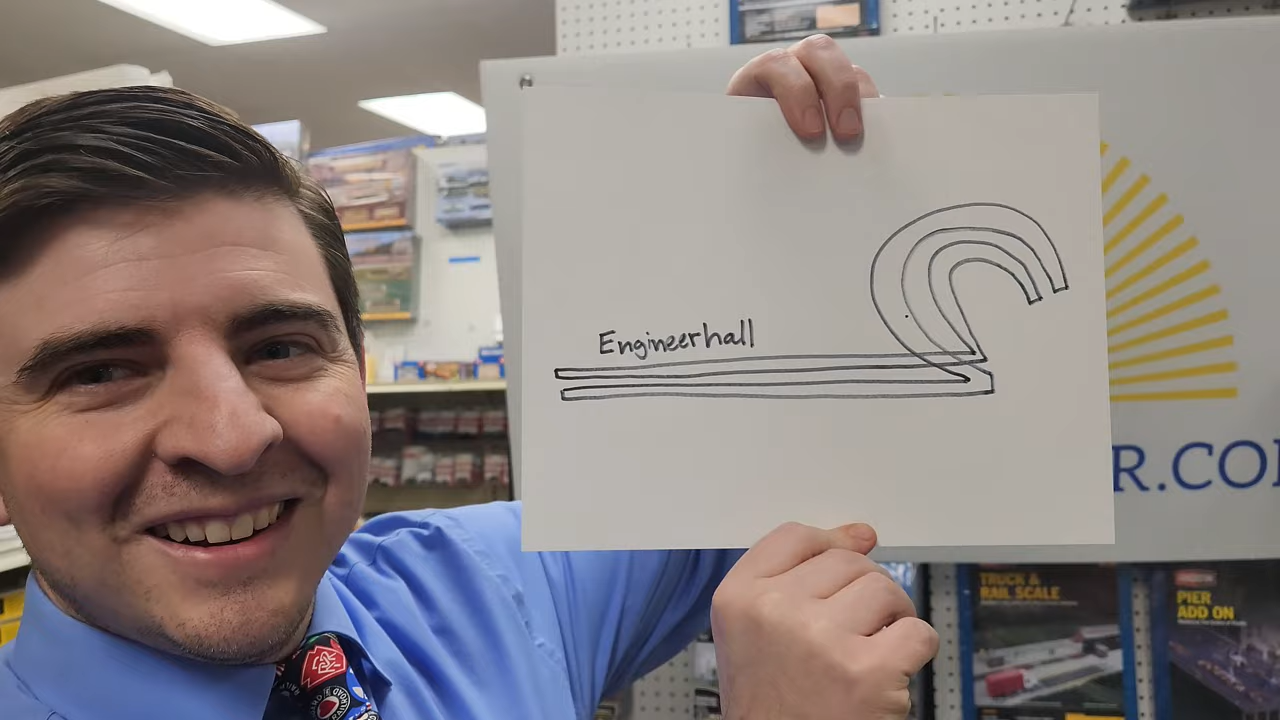 Engineerhall
R.CO
TRUCK &
RAIL SCALE
PIER
ADD ON